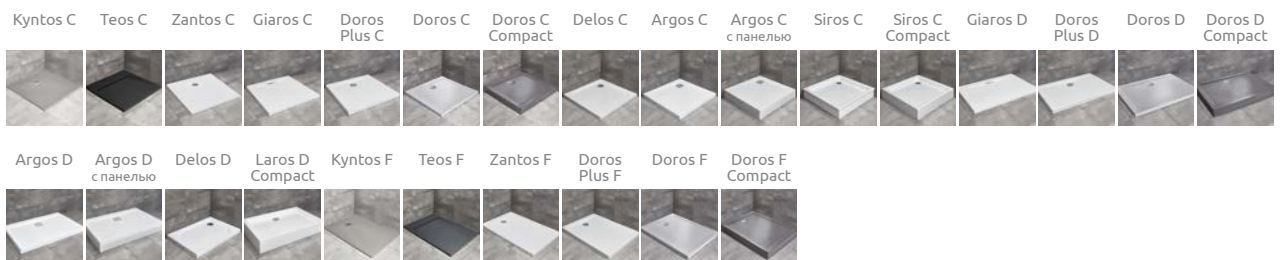 Kyntos C Teos C Zantos C Giaros C Doros Doros C Doros C Delos C Argos C Argos C Siros C Siros C Giaros D Doros Doros D Doros D
Plus C Compact с панелью Compact Plus D Compact
Argos D Argos D Delos D Laros D Kyntos F Teos F Zantos F Doros Doros F Doros F
с панелью Compact Plus F Compact